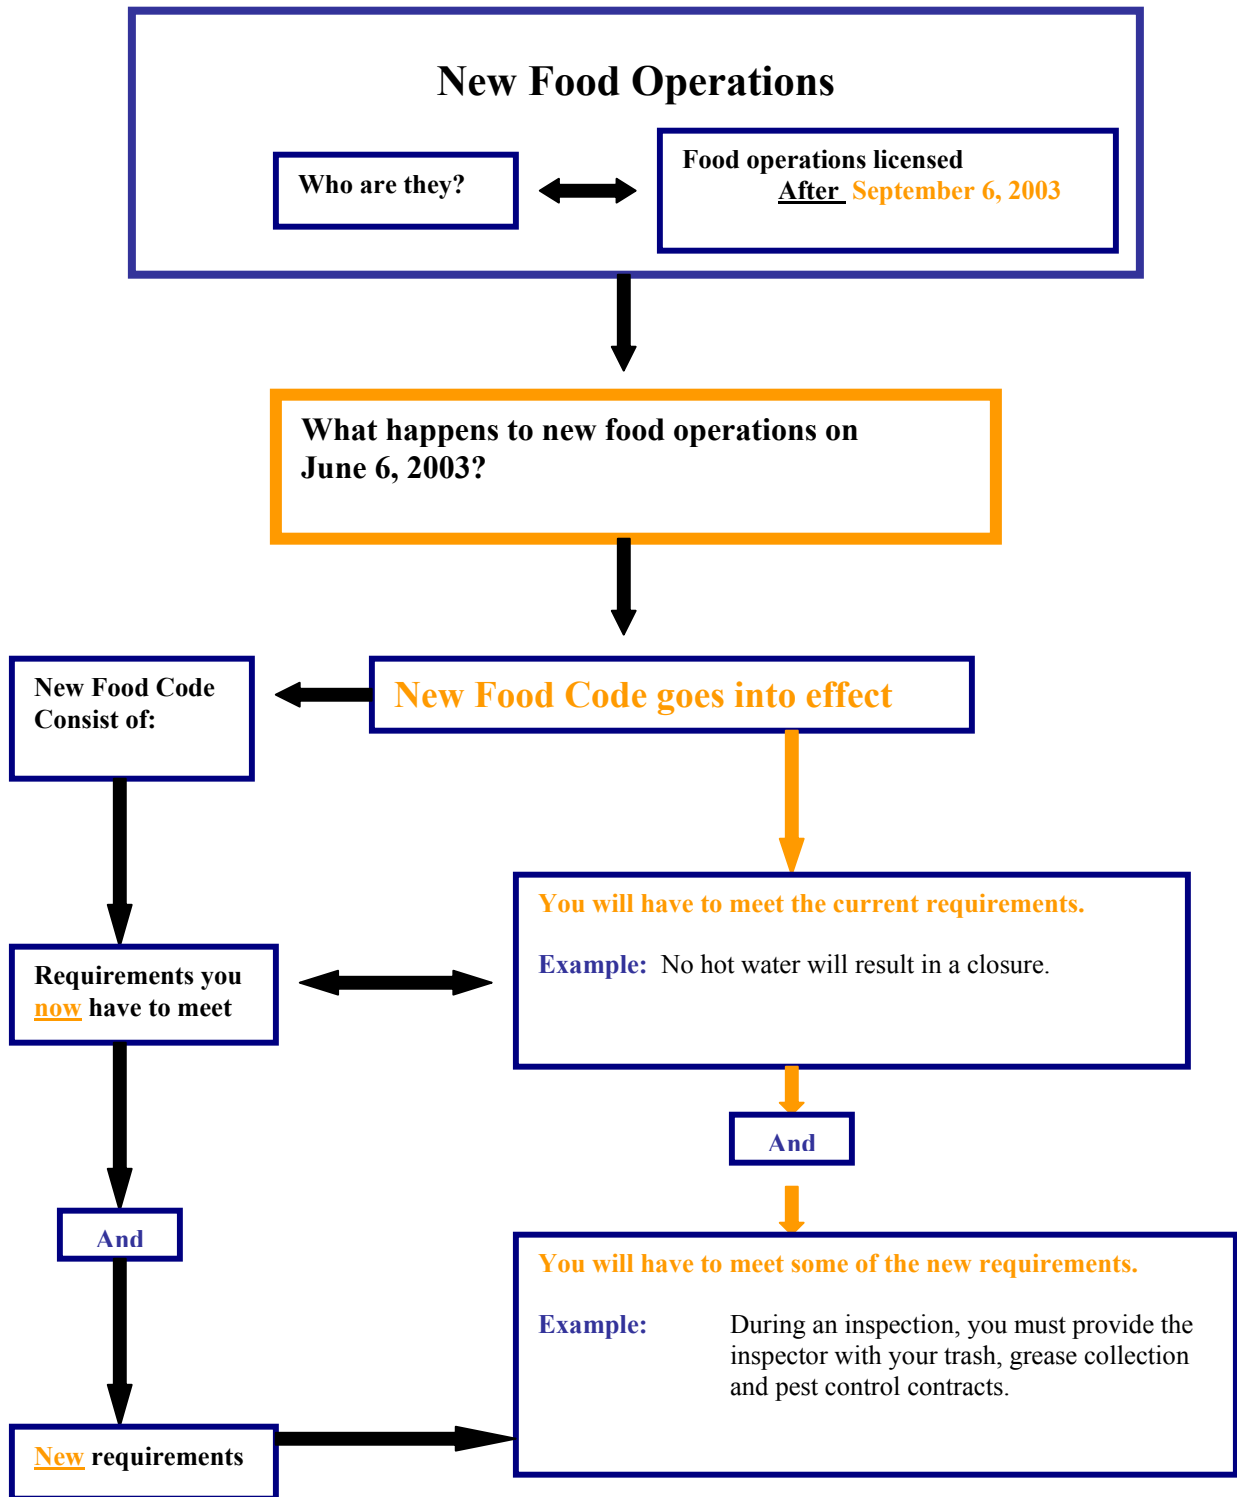 New Food Operations
Who are they?
Food operations licensed
After September 6, 2003
What happens to new food operations on
June 6, 2003?
New Food Code
Consist of:
New Food Code goes into effect
You will have to meet the current requirements.
Example: No hot water will result in a closure.
Requirements you
now have to meet
And
And
You will have to meet some of the new requirements.
Example: During an inspection, you must provide the
inspector with your trash, grease collection
and pest control contracts.
New requirements